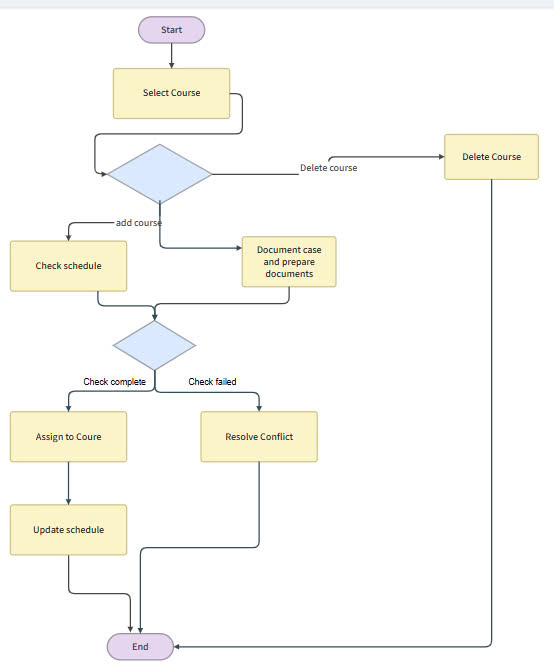 Start
Select Course
Delete course
Delete Course
add course
Check schedule
Document case
and prepare
documents
Check complete
Check failed
Assign to Coure
Resolve Conflict
Update schedule
End